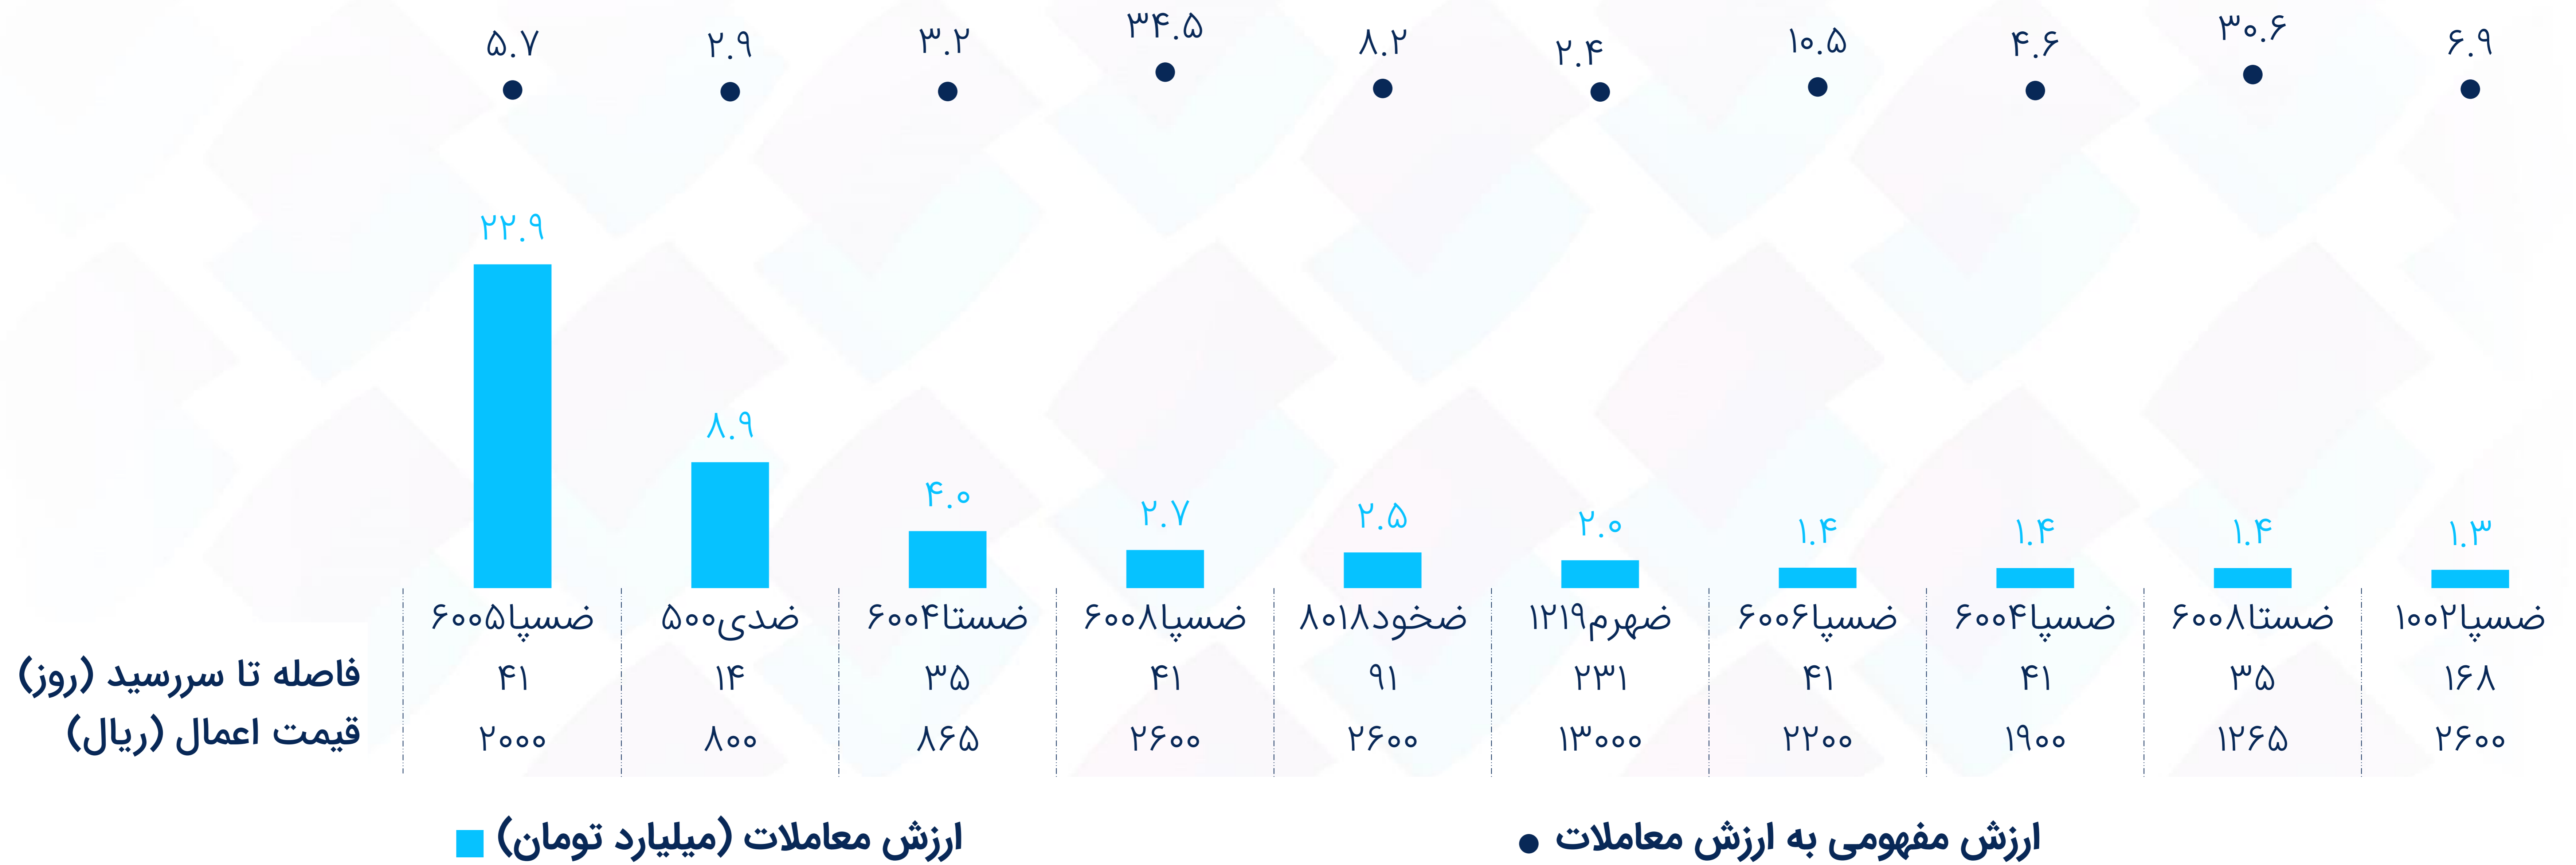 ۵.۷ ۲.۹ ۳.۲ ۳۴.۵ ۸.۲ ۲.۴ ۱۰.۵ ۴.۶ ۳۰.۶ ۶.۹
۲۲.۹ ۸.۹ ۴.۰ ۲.۷ ۲.۵ ۲.۰ ۱.۴ ۱.۴ ۱.۴ ۱.۳
ضسپا۶۰۰۵ ضدی۵۰۰ ضستا۶۰۰۴ ضسپا۶۰۰۸ ضخود۸۰۱۸ ضهرم۱۲۱۹ ضسپا۶۰۰۶ ضسپا۶۰۰۴ ضستا۶۰۰۸ ضسپا۱۰۰۲
فاصله تا سررسید (روز) ۴۱ ۱۴ ۳۵ ۴۱ ۹۱ ۲۳۱ ۴۱ ۴۱ ۳۵ ۱۶۸
قیمت اعمال (ریال) ۲۰۰۰ ۸۰۰ ۸۶۵ ۲۶۰۰ ۲۶۰۰ ۱۳۰۰۰ ۲۲۰۰ ۱۹۰۰ ۱۲۶۵ ۲۶۰۰
ارزش معاملات (میلیارد تومان)
ارزش مفهومی به ارزش معاملات